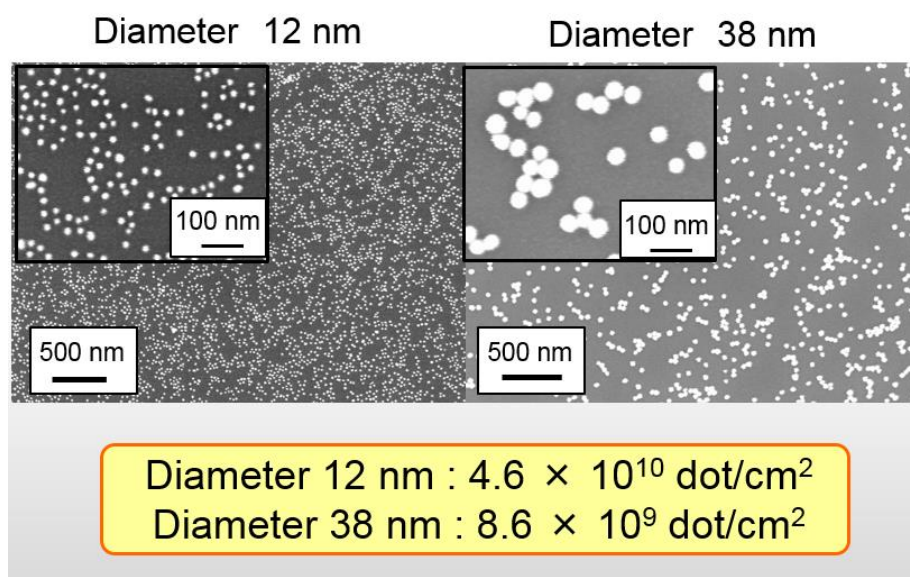 Diameter 12 nm
Diameter 38 nm
100 nm
100 nm
500 nm
500 nm
Diameter 12 nm : 4.6 × 10¹⁰ dot/cm²
Diameter 38 nm : 8.6 × 10⁹ dot/cm²